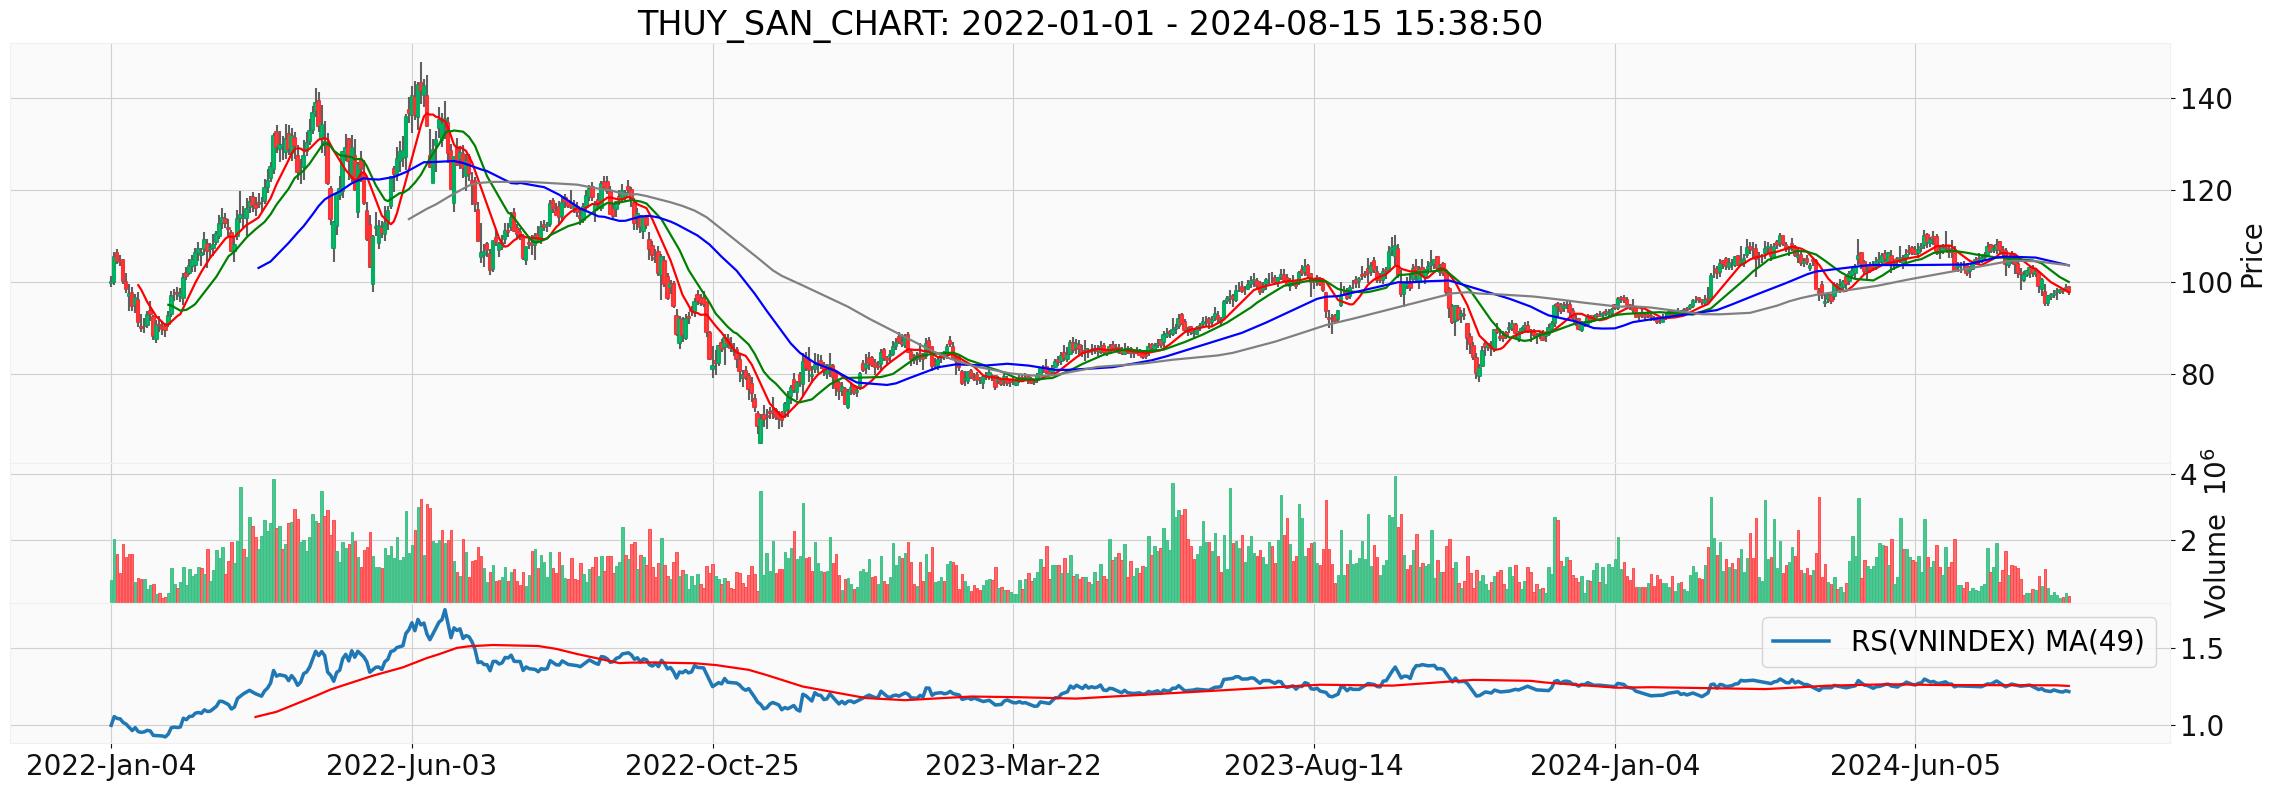 THUY_SAN_CHART: 2022-01-01 - 2024-08-15 15:38:50
140
120
100
80
Price
4
2
Volume 10⁶
RS(VNINDEX) MA(49)
1.5
1.0
2022-Jan-04
2022-Jun-03
2022-Oct-25
2023-Mar-22
2023-Aug-14
2024-Jan-04
2024-Jun-05